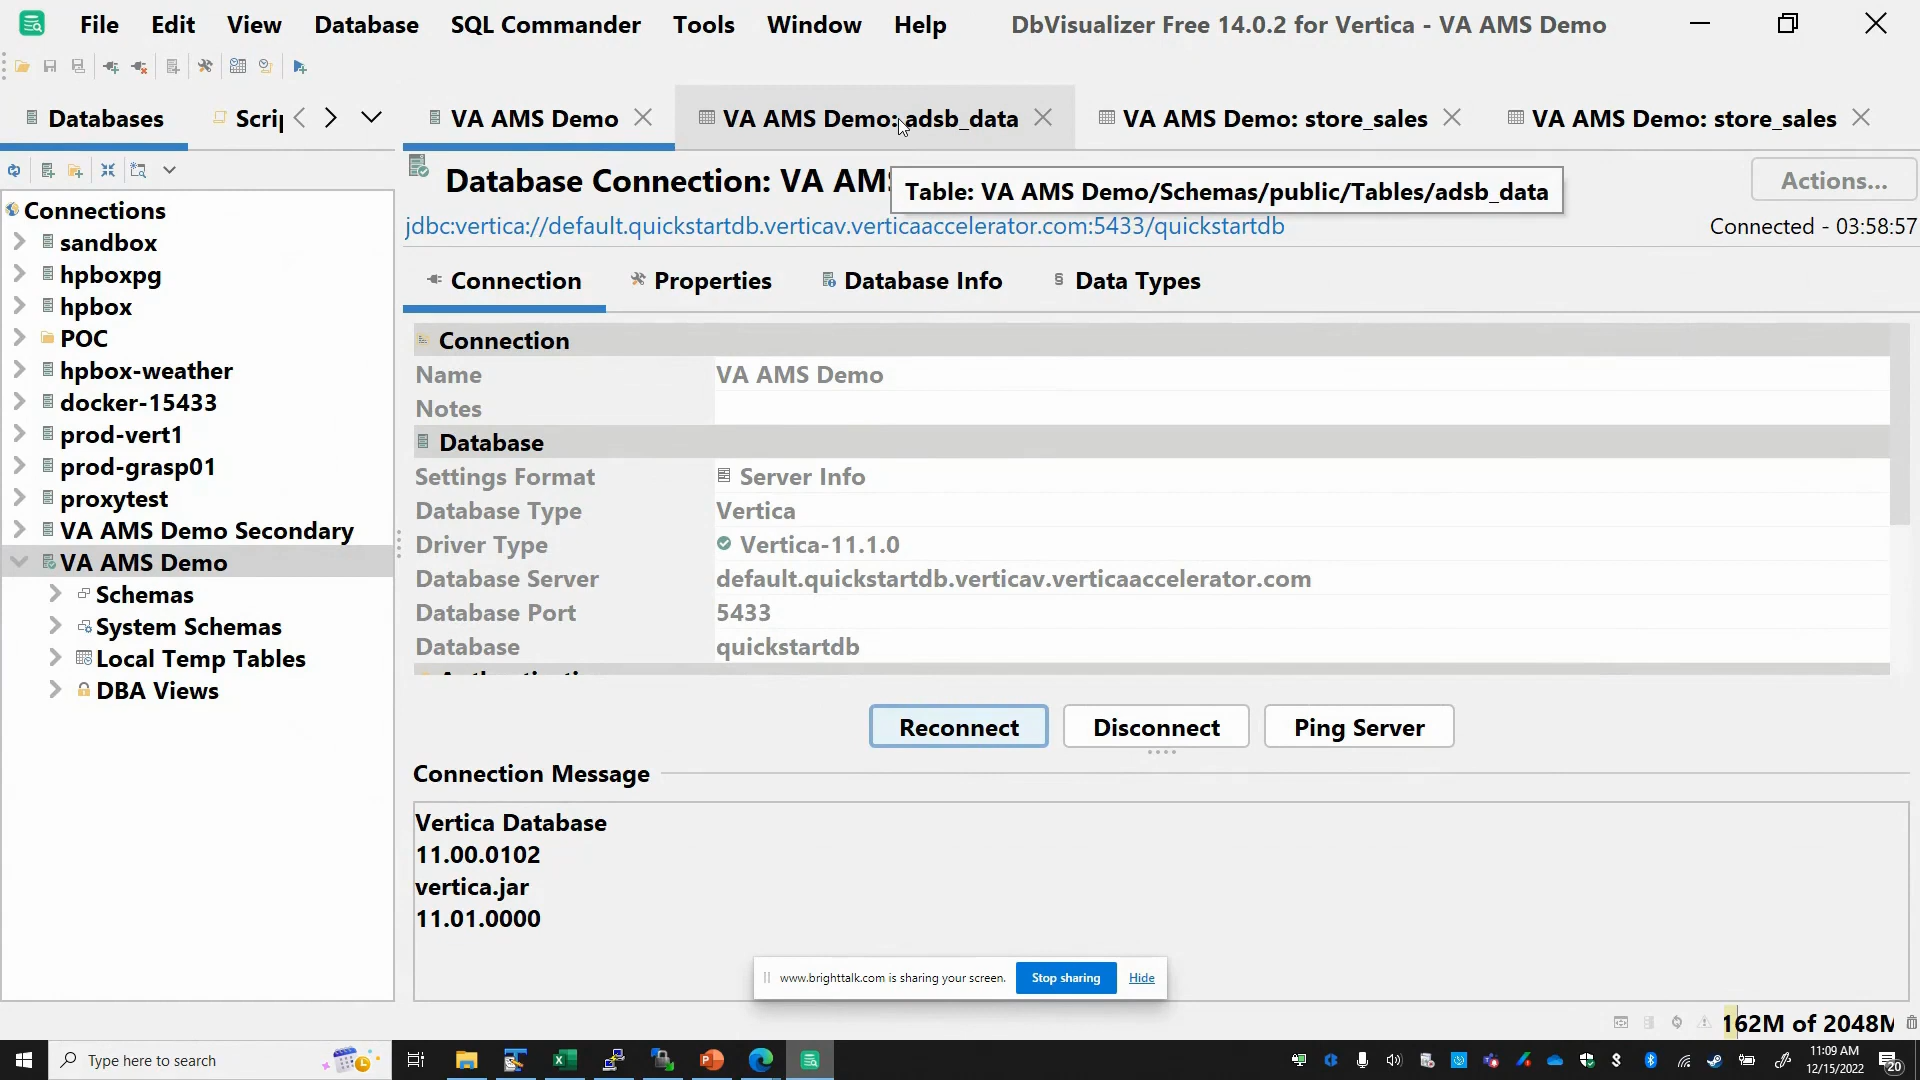 File Edit View Database SQL Commander Tools Window Help DbVisualizer Free 14.0.2 for Vertica - VA AMS Demo
Databases Scrip VA AMS Demo VA AMS Demo: adsb_data VA AMS Demo: store_sales VA AMS Demo: store_sales
Database Connection: VA AMS
Table: VA AMS Demo/Schemas/public/Tables/adsb_data
Actions...
jdbc:vertica://default.quickstartdb.verticav.verticaaccelerator.com:5433/quickstartdb
Connected - 03:58:57
Connections
sandbox
hpboxpg
hpbox
POC
hpbox-weather
docker-15433
prod-vert1
prod-grasp01
proxytest
VA AMS Demo Secondary
VA AMS Demo
Schemas
System Schemas
Local Temp Tables
DBA Views
Connection Properties Database Info Data Types
Connection
Name VA AMS Demo
Notes
Database
Settings Format Server Info
Database Type Vertica
Driver Type Vertica-11.1.0
Database Server default.quickstartdb.verticav.verticaaccelerator.com
Database Port 5433
Database quickstartdb
Reconnect Disconnect Ping Server
Connection Message
Vertica Database
11.00.0102
vertica.jar
11.01.0000
www.brighttalk.com is sharing your screen. Stop sharing Hide
162M of 2048M
Type here to search
11:09 AM
12/15/2022
20